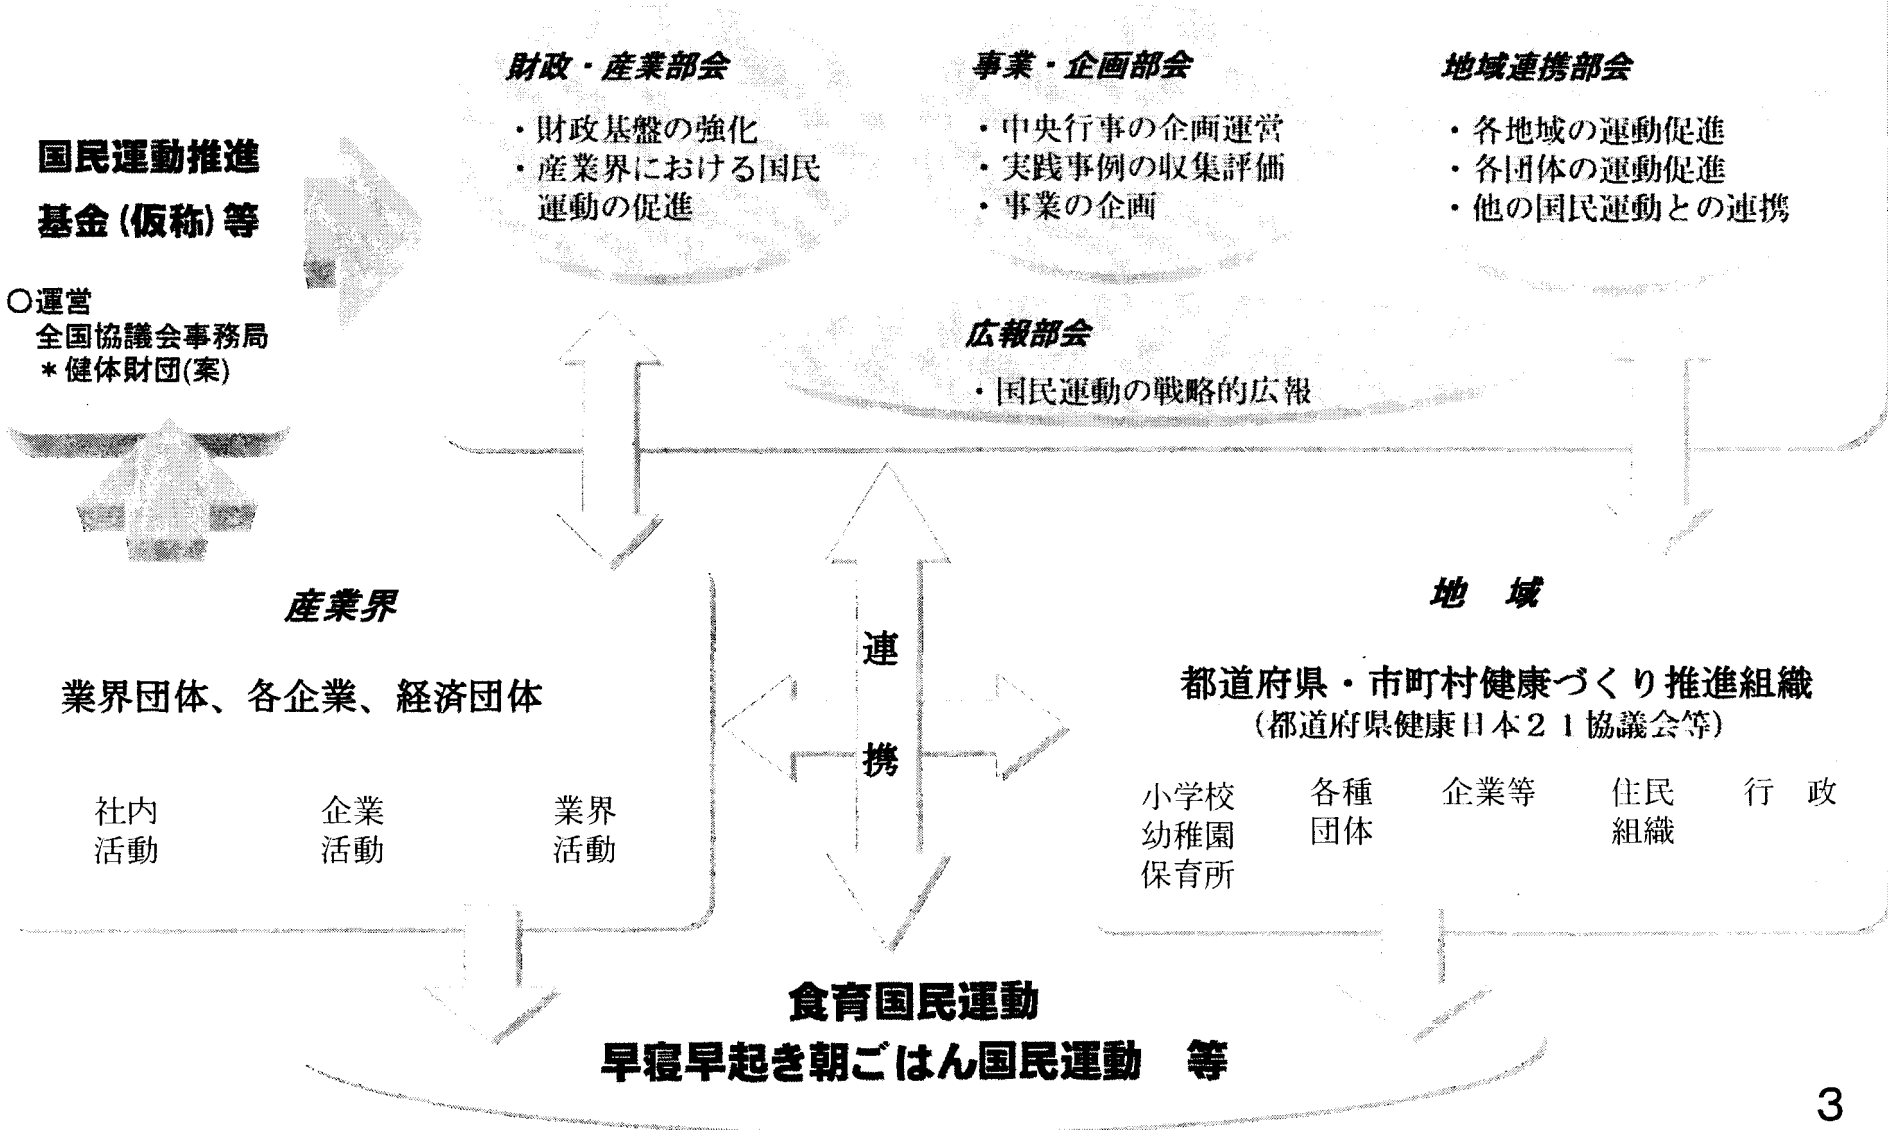 国民運動推進
基金(仮称)等
○運営
全国協議会事務局
*健体財団(案)
財政・産業部会
・財政基盤の強化
・産業界における国民
運動の促進
事業・企画部会
・中央行事の企画運営
・実践事例の収集評価
・事業の企画
地域連携部会
・各地域の運動促進
・各団体の運動促進
・他の国民運動との連携
広報部会
・国民運動の戦略的広報
産業界
業界団体、各企業、経済団体
社内
活動
企業
活動
業界
活動
連
携
地 域
都道府県・市町村健康づくり推進組織
(都道府県健康日本21協議会等)
小学校
幼稚園
保育所
各種
団体
企業等
住民
組織
行 政
食育国民運動
早寝早起き朝ごはん国民運動 等
3